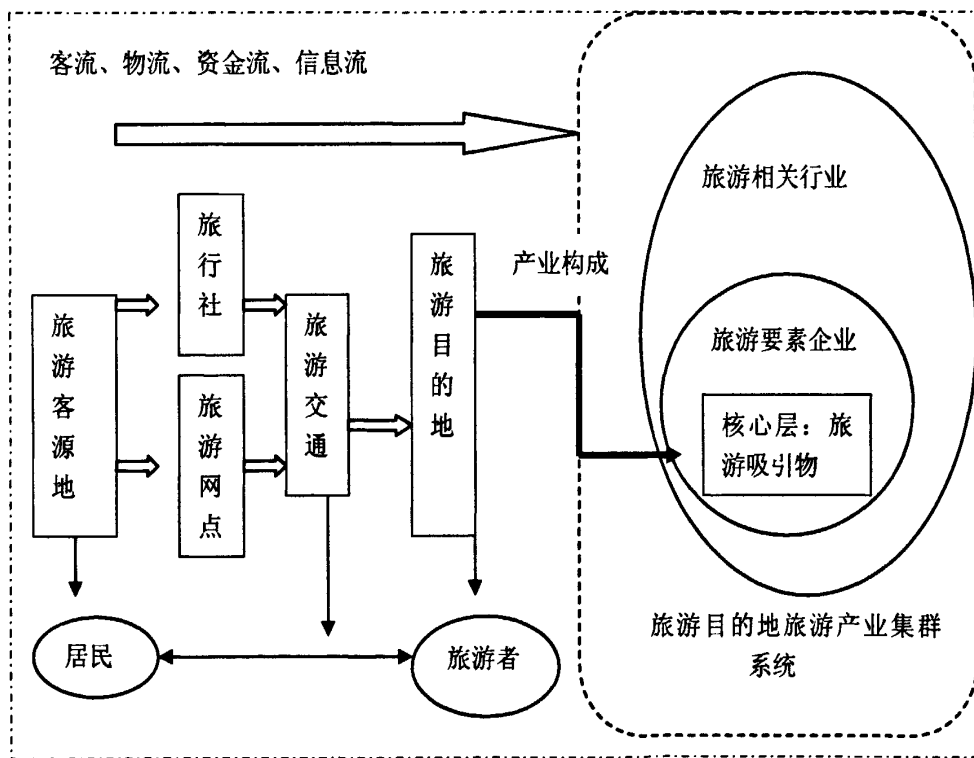 客流、物流、资金流、信息流
旅游相关行业
旅行社
旅游目的地
产业构成
旅游客源地
旅游交通
旅游要素企业
旅游网点
核心层：旅
游吸引物
旅游目的地旅游产业集群
系统
居民
旅游者